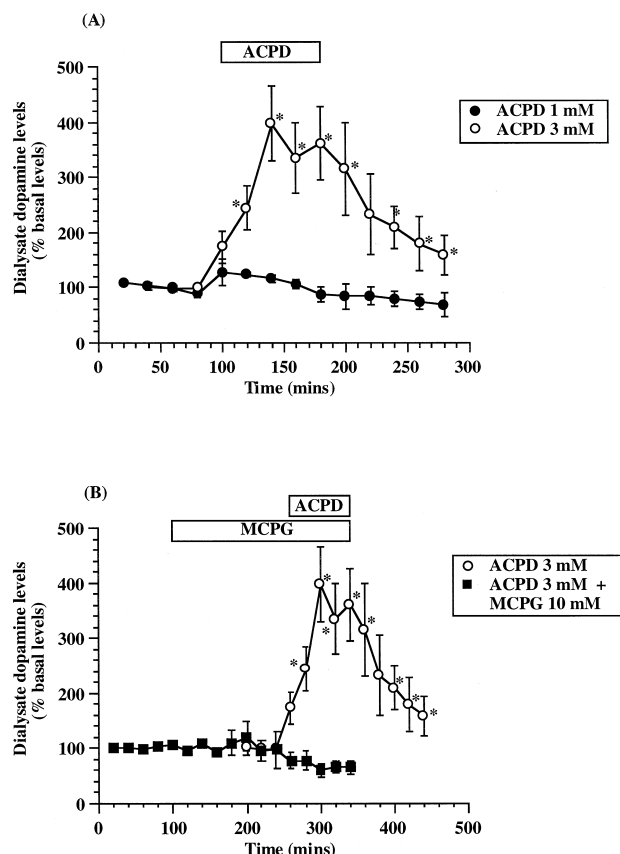 (A)
ACPD
500
400
300
200
100
0
Dialysate dopamine levels
(% basal levels)
ACPD 1 mM
ACPD 3 mM
*
*
*
*
*
*
*
*
0 50 100 150 200 250 300
Time (mins)
(B)
ACPD
MCPG
500
400
300
200
100
0
Dialysate dopamine levels
(% basal levels)
ACPD 3 mM
ACPD 3 mM +
MCPG 10 mM
*
*
*
*
*
*
*
*
0 100 200 300 400 500
Time (mins)